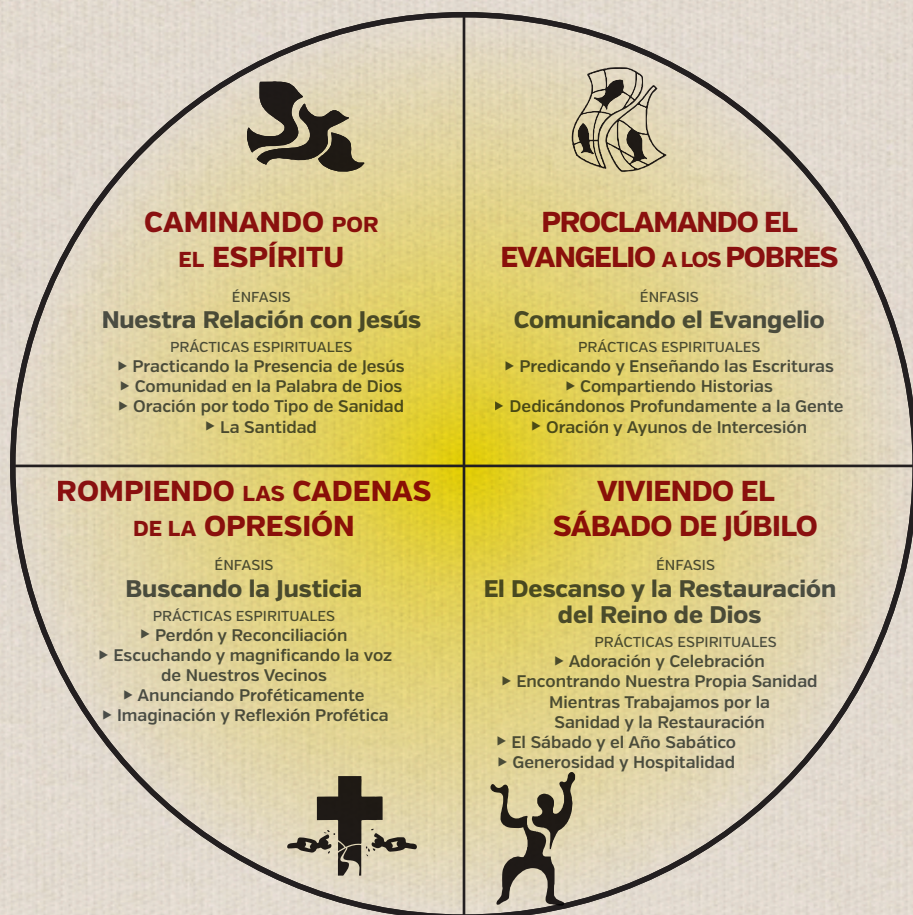 CAMINANDO POR
EL ESPÍRITU
ÉNFASIS
Nuestra Relación con Jesús
PRÁCTICAS ESPIRITUALES
▶ Practicando la Presencia de Jesús
▶ Comunidad en la Palabra de Dios
▶ Oración por todo Tipo de Sanidad
▶ La Santidad
PROCLAMANDO EL
EVANGELIO A LOS POBRES
ÉNFASIS
Comunicando el Evangelio
PRÁCTICAS ESPIRITUALES
▶ Predicando y Enseñando las Escrituras
▶ Compartiendo Historias
▶ Dedicándonos Profundamente a la Gente
▶ Oración y Ayunos de Intercesión
ROMPIENDO LAS CADENAS
DE LA OPRESIÓN
ÉNFASIS
Buscando la Justicia
PRÁCTICAS ESPIRITUALES
▶ Perdón y Reconciliación
▶ Escuchando y magnificando la voz
de Nuestros Vecinos
▶ Anunciando Proféticamente
▶ Imaginación y Reflexión Profética
VIVIENDO EL
SÁBADO DE JÚBILO
ÉNFASIS
El Descanso y la Restauración
del Reino de Dios
PRÁCTICAS ESPIRITUALES
▶ Adoración y Celebración
▶ Encontrando Nuestra Propia Sanidad
Mientras Trabajamos por la
Sanidad y la Restauración
▶ El Sábado y el Año Sabático
▶ Generosidad y Hospitalidad